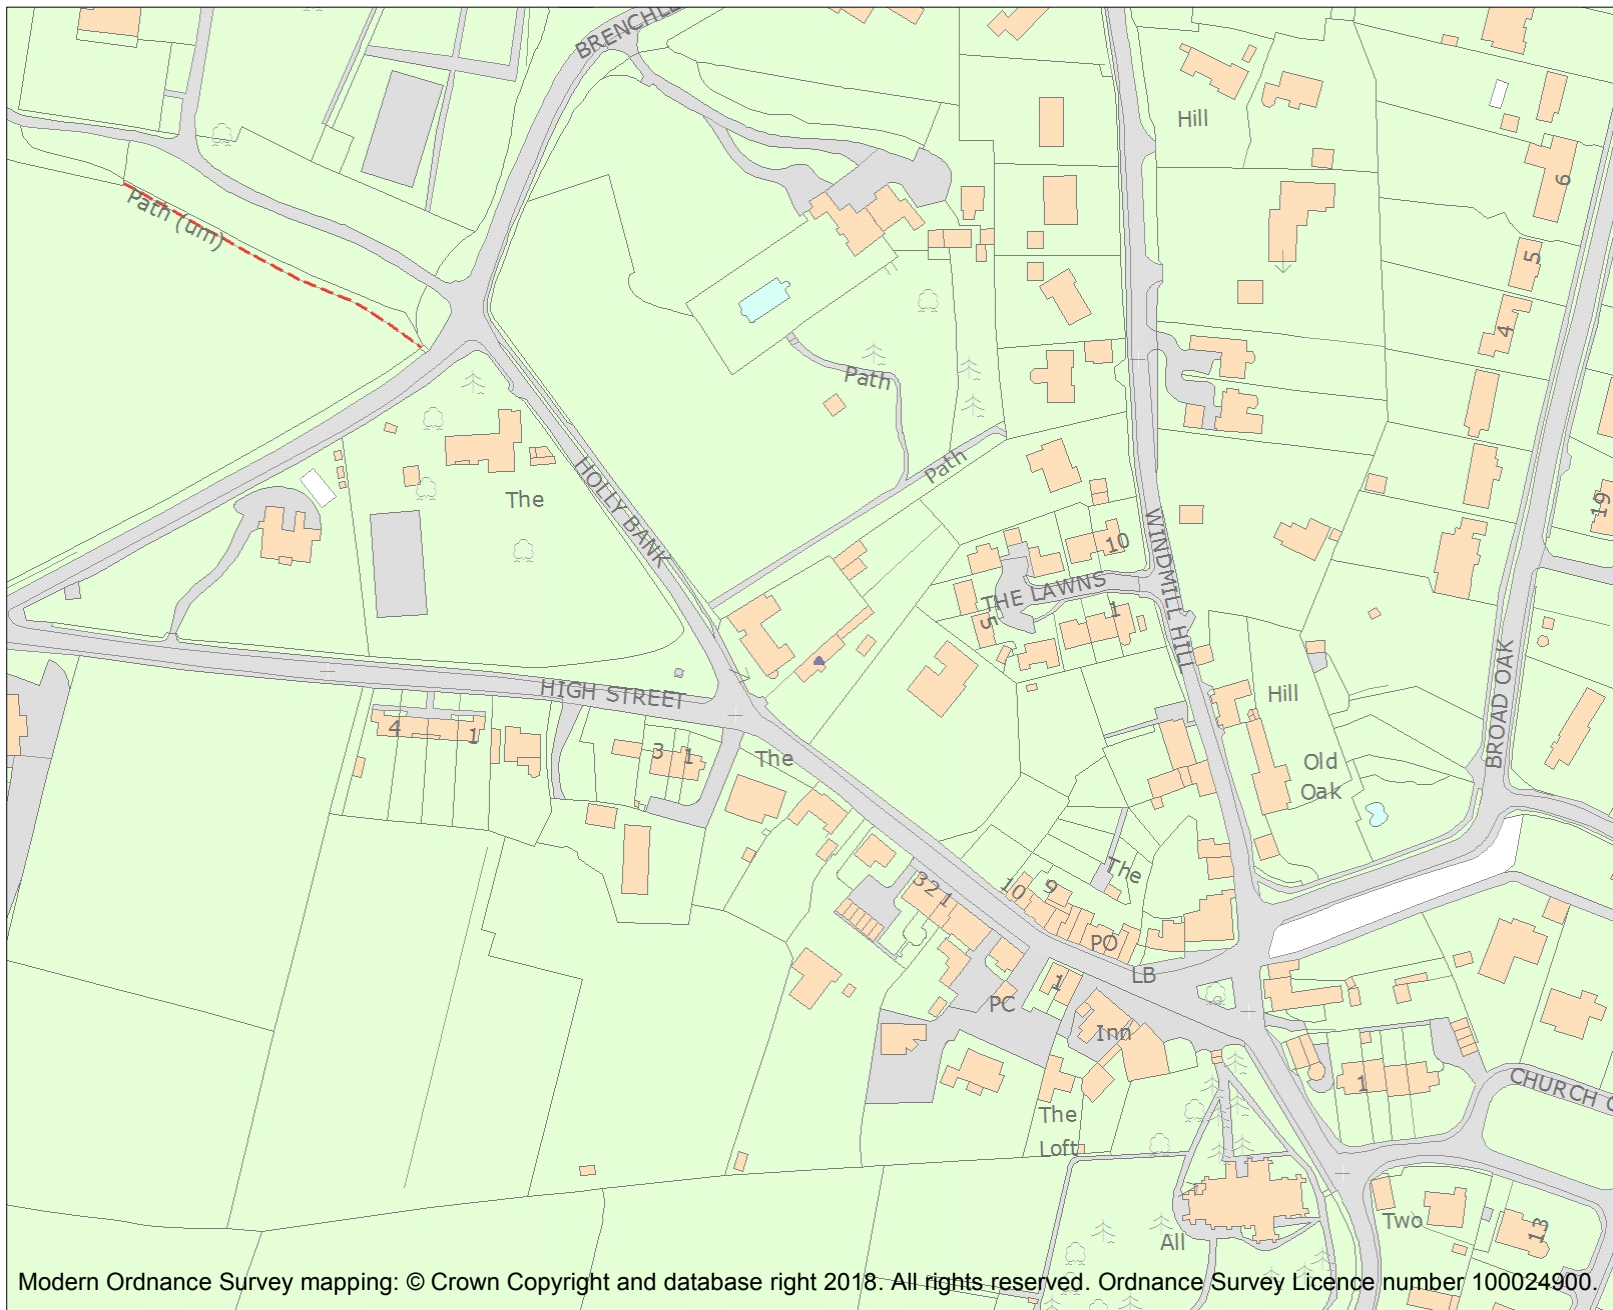 BRENCHLE
Hill
6
Path (um)
5
4
Path
Path
The
HOLLY BANK
19
WINDMILL HILL
10
THE LAWNS
1
5
HIGH STREET
Hill
BROAD OAK
4
1
3
1
The
Old
Oak
The
3
2
1
10
9
PO
LB
1
PC
Inn
1
CHURCH
The
Loft
Two
13
All
Modern Ordnance Survey mapping: © Crown Copyright and database right 2018. All rights reserved. Ordnance Survey Licence number 100024900.